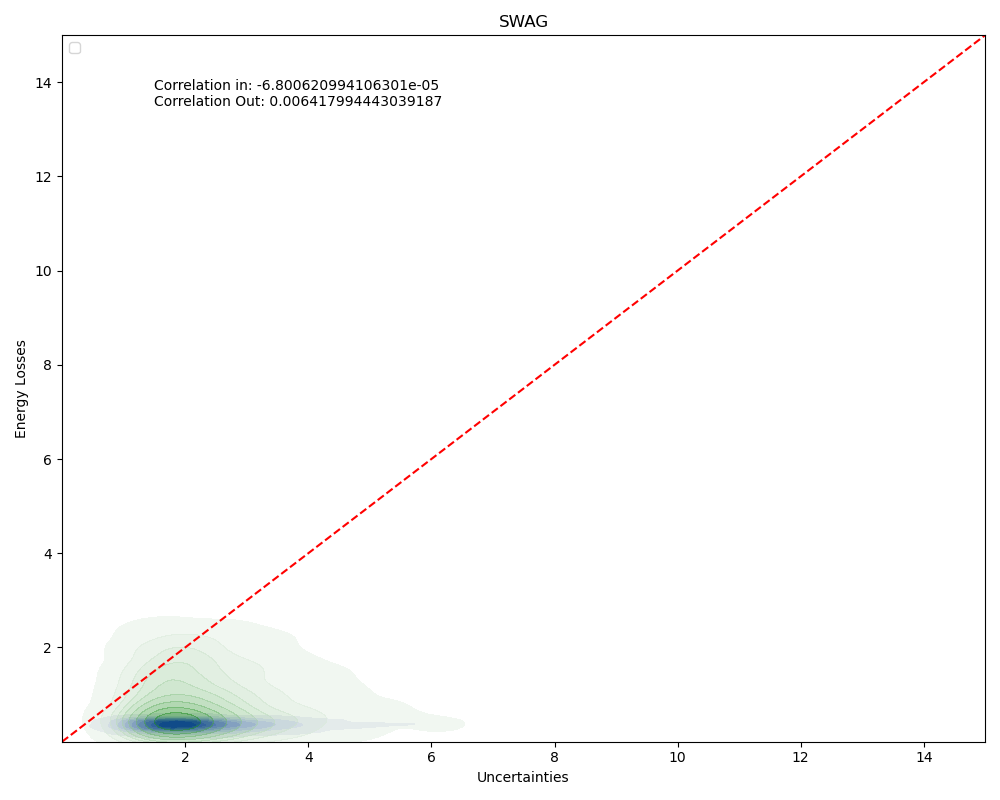 SWAG
Correlation in: -6.800620994106301e-05
Correlation Out: 0.006417994443039187
14
12
10
8
6
4
2
Energy Losses
2 4 6 8 10 12 14
Uncertainties